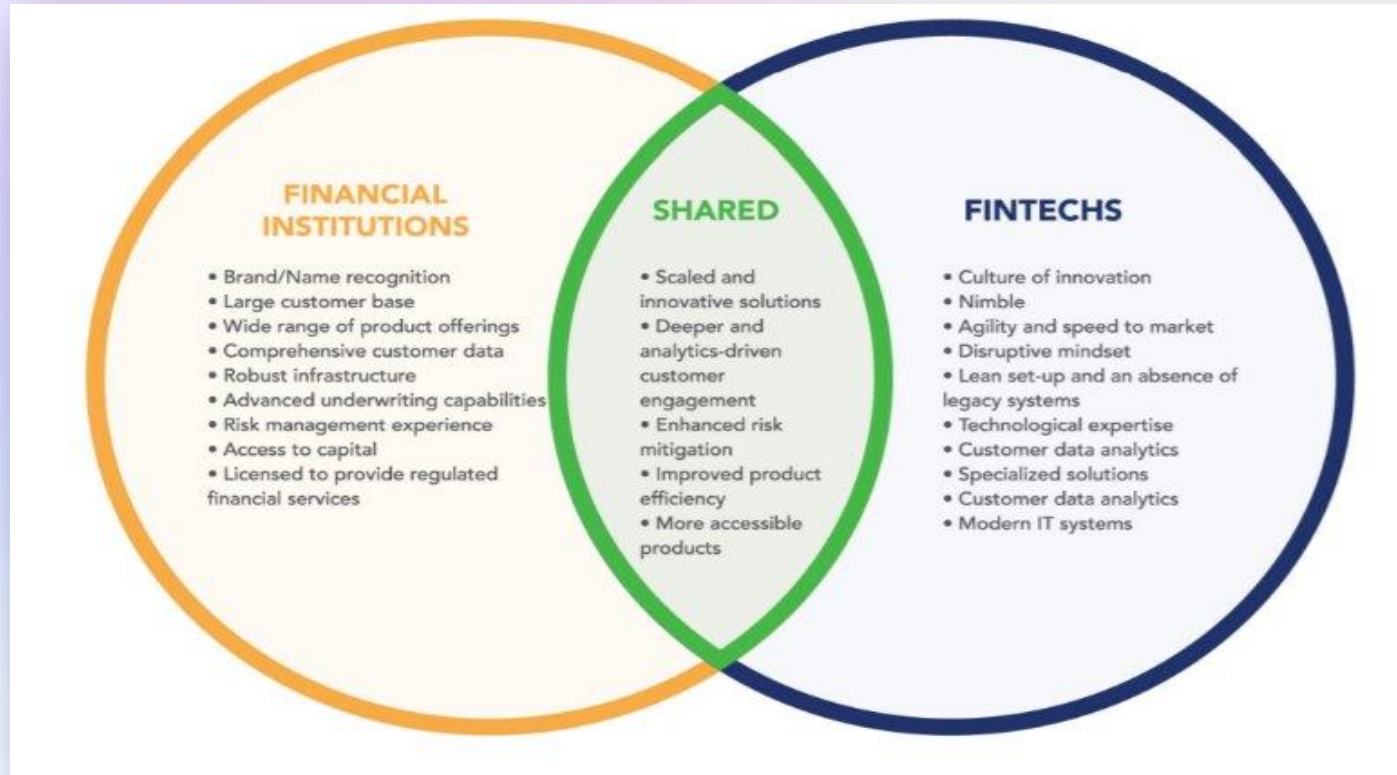 FINANCIAL
INSTITUTIONS
• Brand/Name recognition
• Large customer base
• Wide range of product offerings
• Comprehensive customer data
• Robust infrastructure
• Advanced underwriting capabilities
• Risk management experience
• Access to capital
• Licensed to provide regulated
financial services
SHARED
• Scaled and
innovative solutions
• Deeper and
analytics-driven
customer
engagement
• Enhanced risk
mitigation
• Improved product
efficiency
• More accessible
products
FINTECHS
• Culture of innovation
• Nimble
• Agility and speed to market
• Disruptive mindset
• Lean set-up and an absence of
legacy systems
• Technological expertise
• Customer data analytics
• Specialized solutions
• Customer data analytics
• Modern IT systems